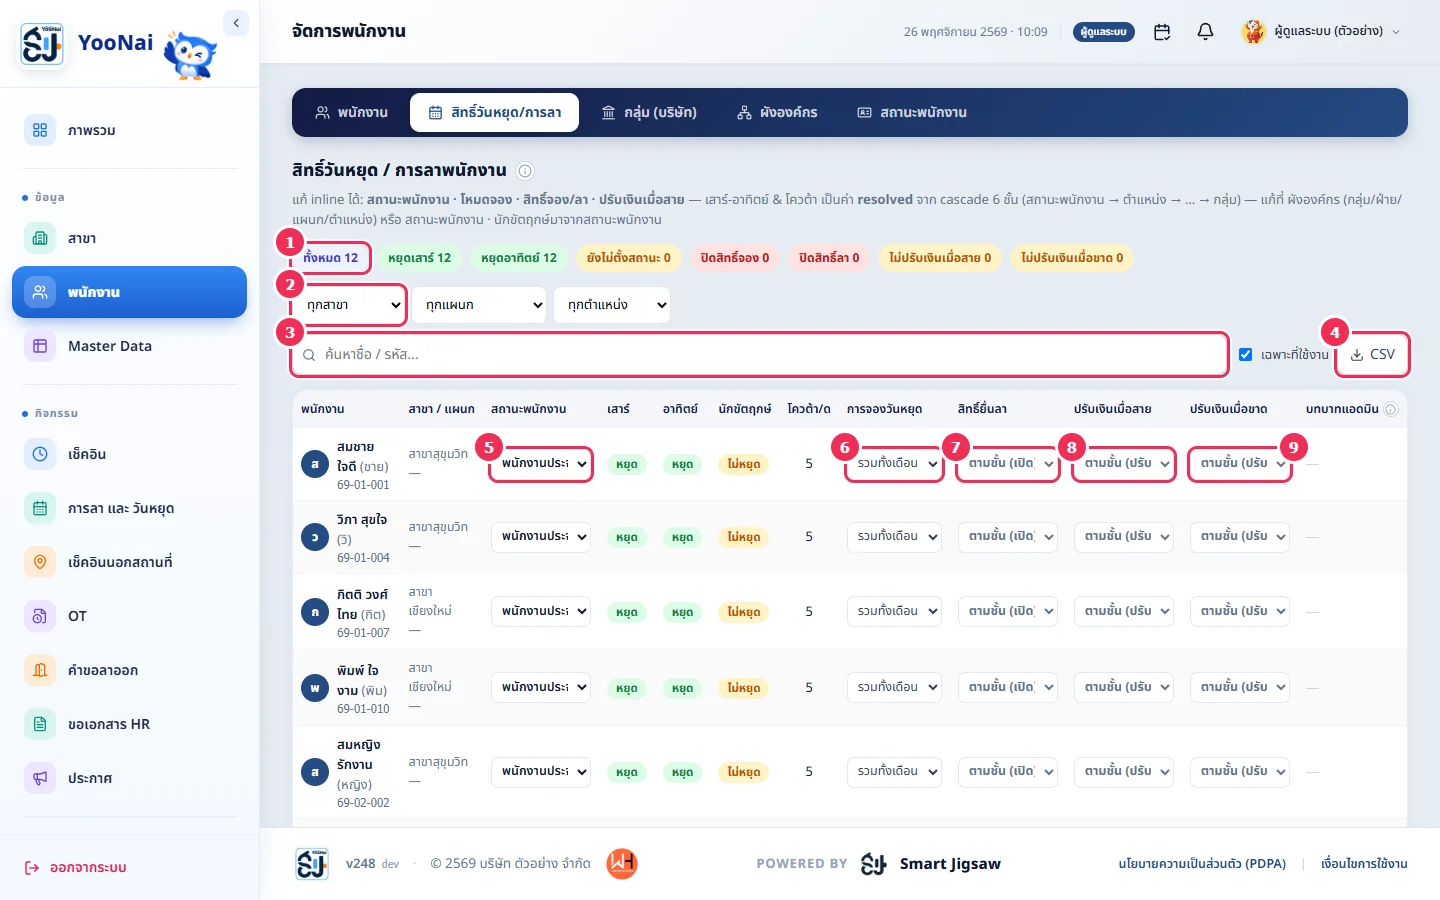 YooNai
จัดการพนักงาน
26 พฤศจิกายน 2569 · 10:09
ผู้ดูแลระบบ
ผู้ดูแลระบบ (ตัวอย่าง)
ภาพรวม
ข้อมูล
สาขา
พนักงาน
Master Data
กิจกรรม
เช็คอิน
การลา และ วันหยุด
เช็คอินนอกสถานที่
OT
คำขอลาออก
ขอเอกสาร HR
ประกาศ
ออกจากระบบ
พนักงาน
สิทธิ์วันหยุด/การลา
กลุ่ม (บริษัท)
ผังองค์กร
สถานะพนักงาน
สิทธิ์วันหยุด / การลาพนักงาน
แก้ inline ได้: สถานะพนักงาน · โหมดจอง · สิทธิ์จอง/ลา · ปรับเงินเมื่อสาย — เสาร์-อาทิตย์ & โควต้า เป็นค่า resolved จาก cascade 6 ชั้น (สถานะพนักงาน → ตำแหน่ง → ... → กลุ่ม) — แก้ที่ ผังองค์กร (กลุ่ม/ฝ่าย/
แผนก/ตำแหน่ง) หรือ สถานะพนักงาน · นักขัตฤกษ์มาจากสถานะพนักงาน
1 ทั้งหมด 12 หยุดเสาร์ 12 หยุดอาทิตย์ 12 ยังไม่ตั้งสถานะ 0 ปิดสิทธิ์จอง 0 ปิดสิทธิ์ลา 0 ไม่ปรับเงินเมื่อสาย 0 ไม่ปรับเงินเมื่อขาด 0
2 ทุกสาขา ทุกแผนก ทุกตำแหน่ง
3 ค้นหาชื่อ / รหัส... เฉพาะที่ใช้งาน 4 CSV
พนักงาน สาขา / แผนก สถานะพนักงาน เสาร์ อาทิตย์ นักขัตฤกษ์ โควต้า/ด การจองวันหยุด สิทธิ์ยื่นลา ปรับเงินเมื่อสาย ปรับเงินเมื่อขาด บทบาทแอดมิน
5 6 7 8 9
ส สมชาย
ใจดี (ชาย)
69-01-001
สาขาสุขุมวิท
—
พนักงานประจ หยุด หยุด ไม่หยุด 5 รวมทั้งเดือน ตามชั้น (เปิด) ตามชั้น (ปรับ ตามชั้น (ปรับ —
ว วิภา สุขใจ
(วิ)
69-01-004
สาขาสุขุมวิท
—
พนักงานประจ หยุด หยุด ไม่หยุด 5 รวมทั้งเดือน ตามชั้น (เปิด) ตามชั้น (ปรับ ตามชั้น (ปรับ —
ก กิตติ วงศ์
ไทย (กิต)
69-01-007
สาขา
เชียงใหม่
—
พนักงานประจ หยุด หยุด ไม่หยุด 5 รวมทั้งเดือน ตามชั้น (เปิด) ตามชั้น (ปรับ ตามชั้น (ปรับ —
พ พิมพ์ ใจ
งาม (พิม)
69-01-010
สาขา
เชียงใหม่
—
พนักงานประจ หยุด หยุด ไม่หยุด 5 รวมทั้งเดือน ตามชั้น (เปิด) ตามชั้น (ปรับ ตามชั้น (ปรับ —
ส สมหญิง
รักงาน
(หญิง)
69-02-002
สาขาสุขุมวิท
—
พนักงานประจ หยุด หยุด ไม่หยุด 5 รวมทั้งเดือน ตามชั้น (เปิด) ตามชั้น (ปรับ ตามชั้น (ปรับ —
v248 dev · © 2569 บริษัท ตัวอย่าง จำกัด
POWERED BY Smart Jigsaw
นโยบายความเป็นส่วนตัว (PDPA) | เงื่อนไขการใช้งาน